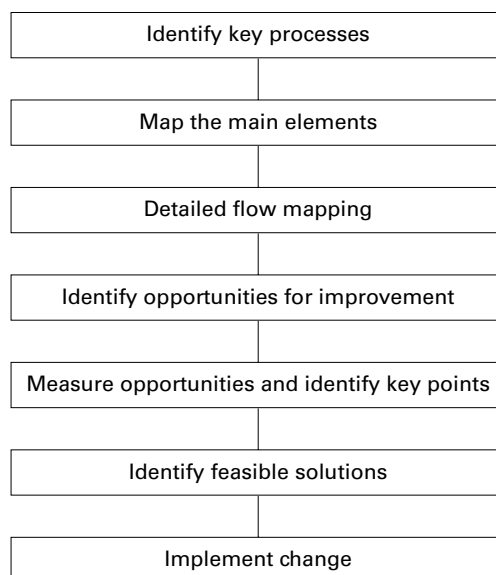 Identify key processes
Map the main elements
Detailed flow mapping
Identify opportunities for improvement
Measure opportunities and identify key points
Identify feasible solutions
Implement change